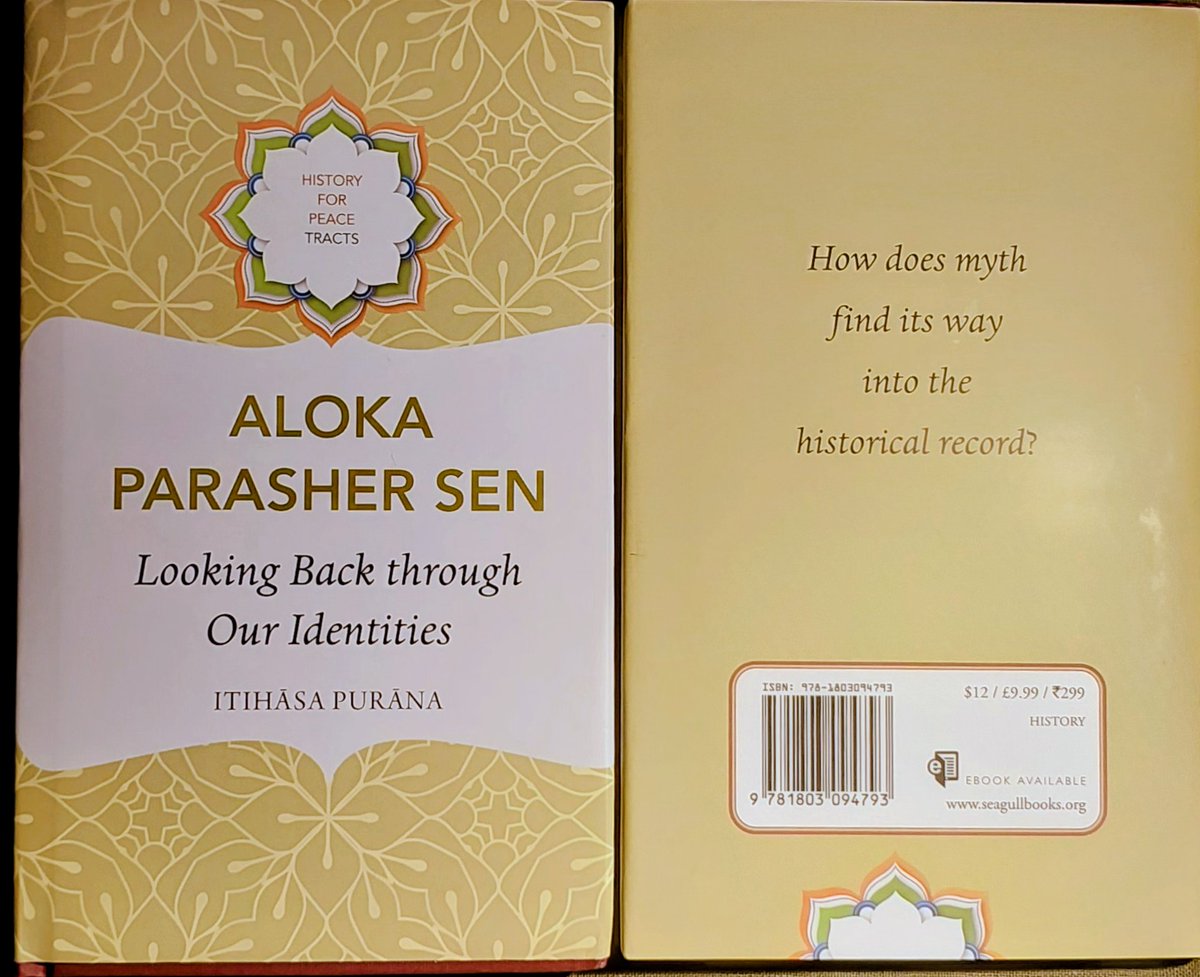 HISTORY
FOR
PEACE
TRACTS
ALOKA
PARASHER SEN
Looking Back through
Our Identities
ITIHĀSA PURĀNA
How does myth
find its way
into the
historical record?
ISBN: 978-1803094793
9 781803 094793
$12 / £9.99 / ₹299
HISTORY
e
EBOOK AVAILABLE
www.seagullbooks.org